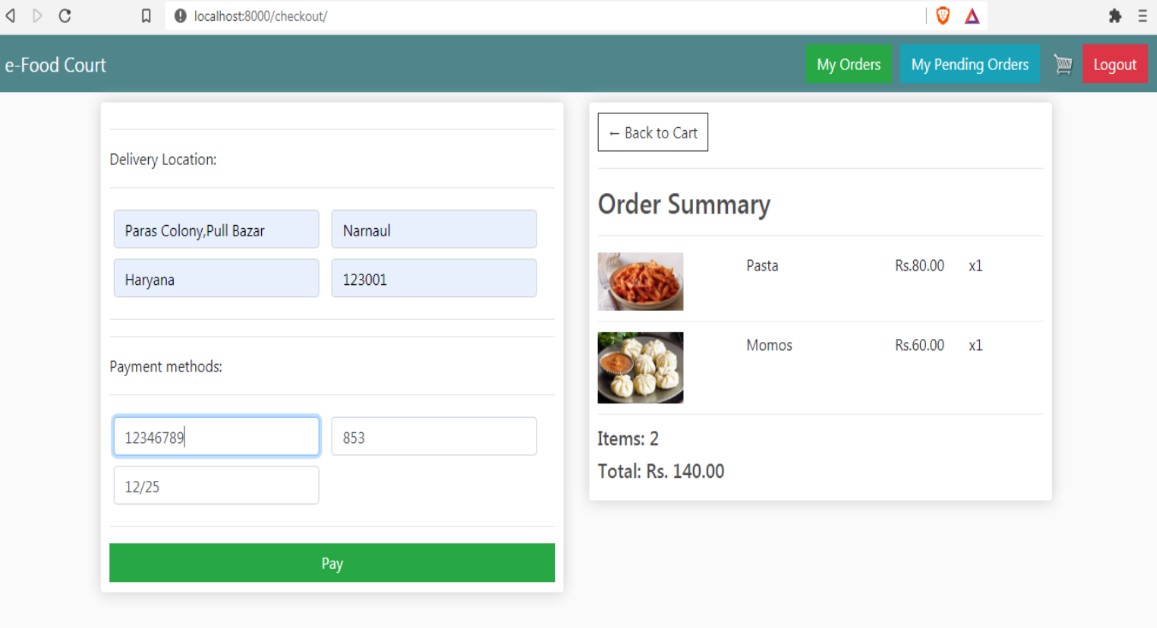 localhost:8000/checkout/
e-Food Court
My Orders
My Pending Orders
Logout
Delivery Location:
Paras Colony,Pull Bazar
Narnaul
Haryana
123001
Payment methods:
12346789
853
12/25
Pay
← Back to Cart
Order Summary
Pasta Rs.80.00 x1
Momos Rs.60.00 x1
Items: 2
Total: Rs. 140.00